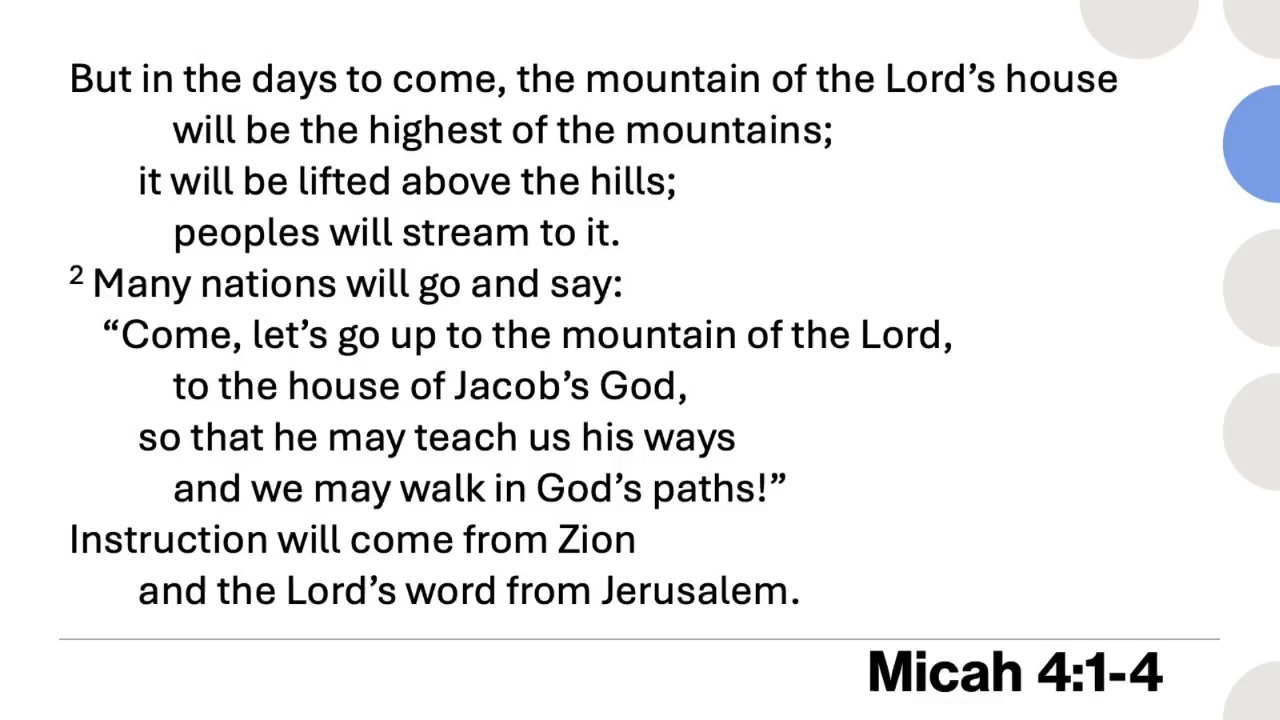 But in the days to come, the mountain of the Lord’s house
will be the highest of the mountains;
it will be lifted above the hills;
peoples will stream to it.
2 Many nations will go and say:
“Come, let’s go up to the mountain of the Lord,
to the house of Jacob’s God,
so that he may teach us his ways
and we may walk in God’s paths!”
Instruction will come from Zion
and the Lord’s word from Jerusalem.
Micah 4:1-4